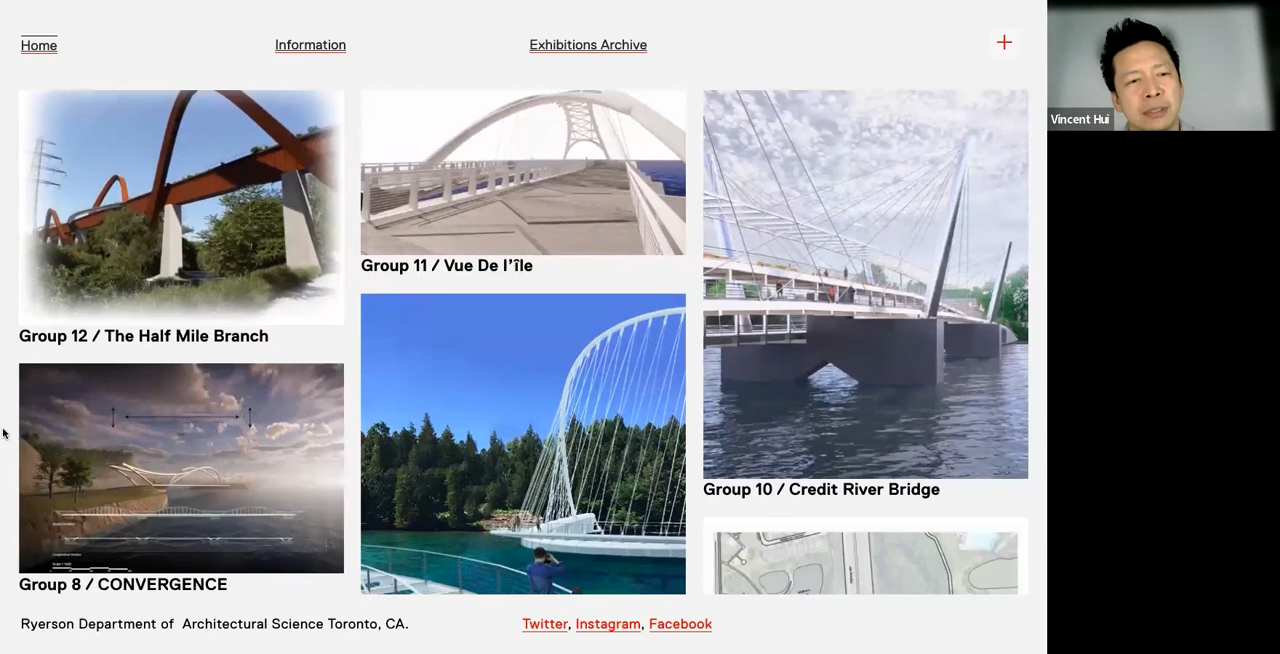 Home
Information
Exhibitions Archive
Vincent Hui
Group 11 / Vue De l’île
Group 12 / The Half Mile Branch
Group 10 / Credit River Bridge
Group 8 / CONVERGENCE
Ryerson Department of Architectural Science Toronto, CA.
Twitter, Instagram, Facebook